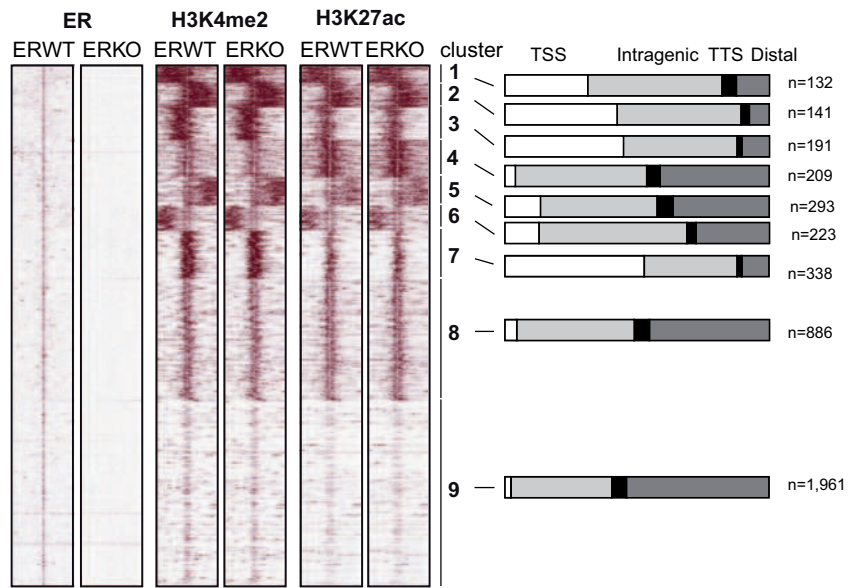 ER H3K4me2 H3K27ac
ERWT ERKO ERWT ERKO ERWT ERKO cluster TSS Intragenic TTS Distal
1 n=132
2 n=141
3 n=191
4 n=209
5 n=293
6 n=223
7 n=338
8 n=886
9 n=1,961